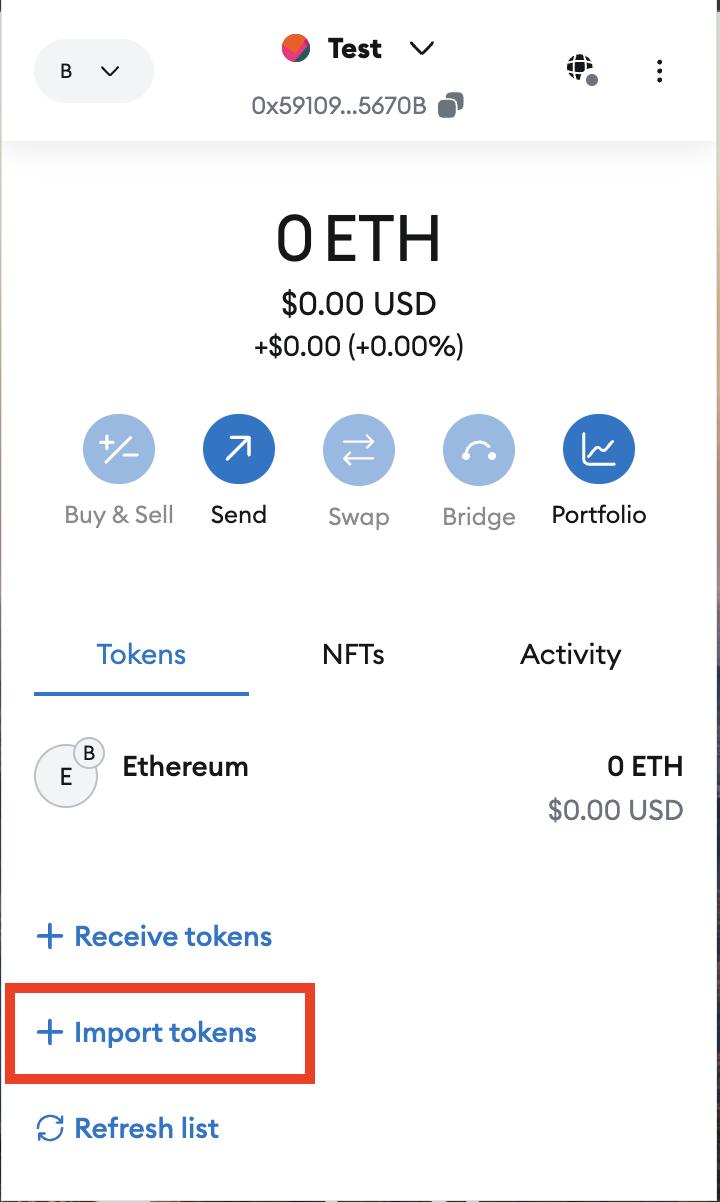 B
Test
0x59109...5670B
0 ETH
$0.00 USD
+$0.00 (+0.00%)
Buy & Sell Send Swap Bridge Portfolio
Tokens NFTs Activity
E B Ethereum 0 ETH
$0.00 USD
+ Receive tokens
+ Import tokens
Refresh list